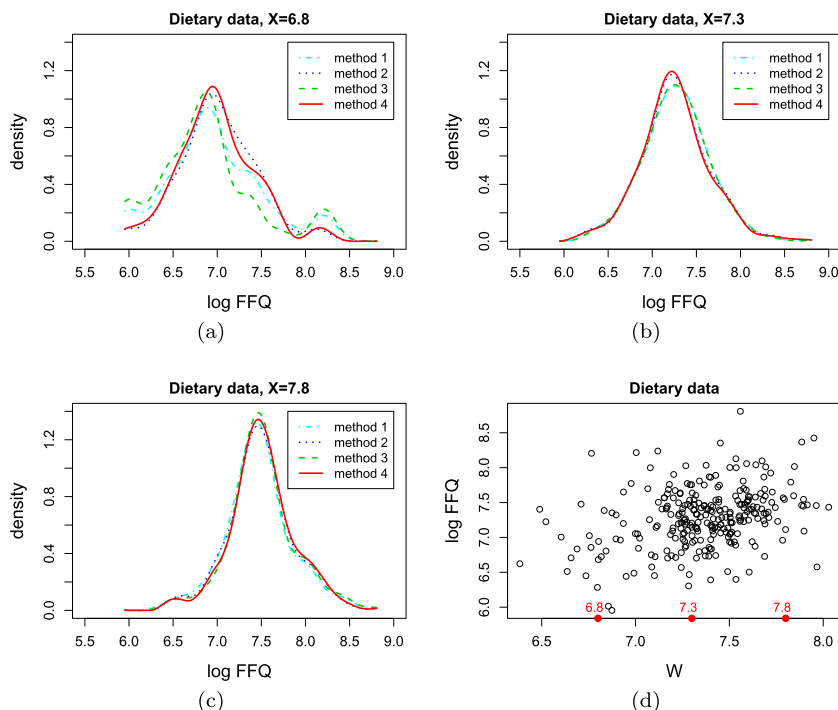 Dietary data, X=6.8
density
0.0 0.4 0.8 1.2
method 1
method 2
method 3
method 4
5.5 6.0 6.5 7.0 7.5 8.0 8.5 9.0
log FFQ
(a)
Dietary data, X=7.3
density
0.0 0.4 0.8 1.2
method 1
method 2
method 3
method 4
5.5 6.0 6.5 7.0 7.5 8.0 8.5 9.0
log FFQ
(b)
Dietary data, X=7.8
density
0.0 0.4 0.8 1.2
method 1
method 2
method 3
method 4
5.5 6.0 6.5 7.0 7.5 8.0 8.5 9.0
log FFQ
(c)
Dietary data
log FFQ
6.0 6.5 7.0 7.5 8.0 8.5
6.8 7.3 7.8
6.5 7.0 7.5 8.0
W
(d)